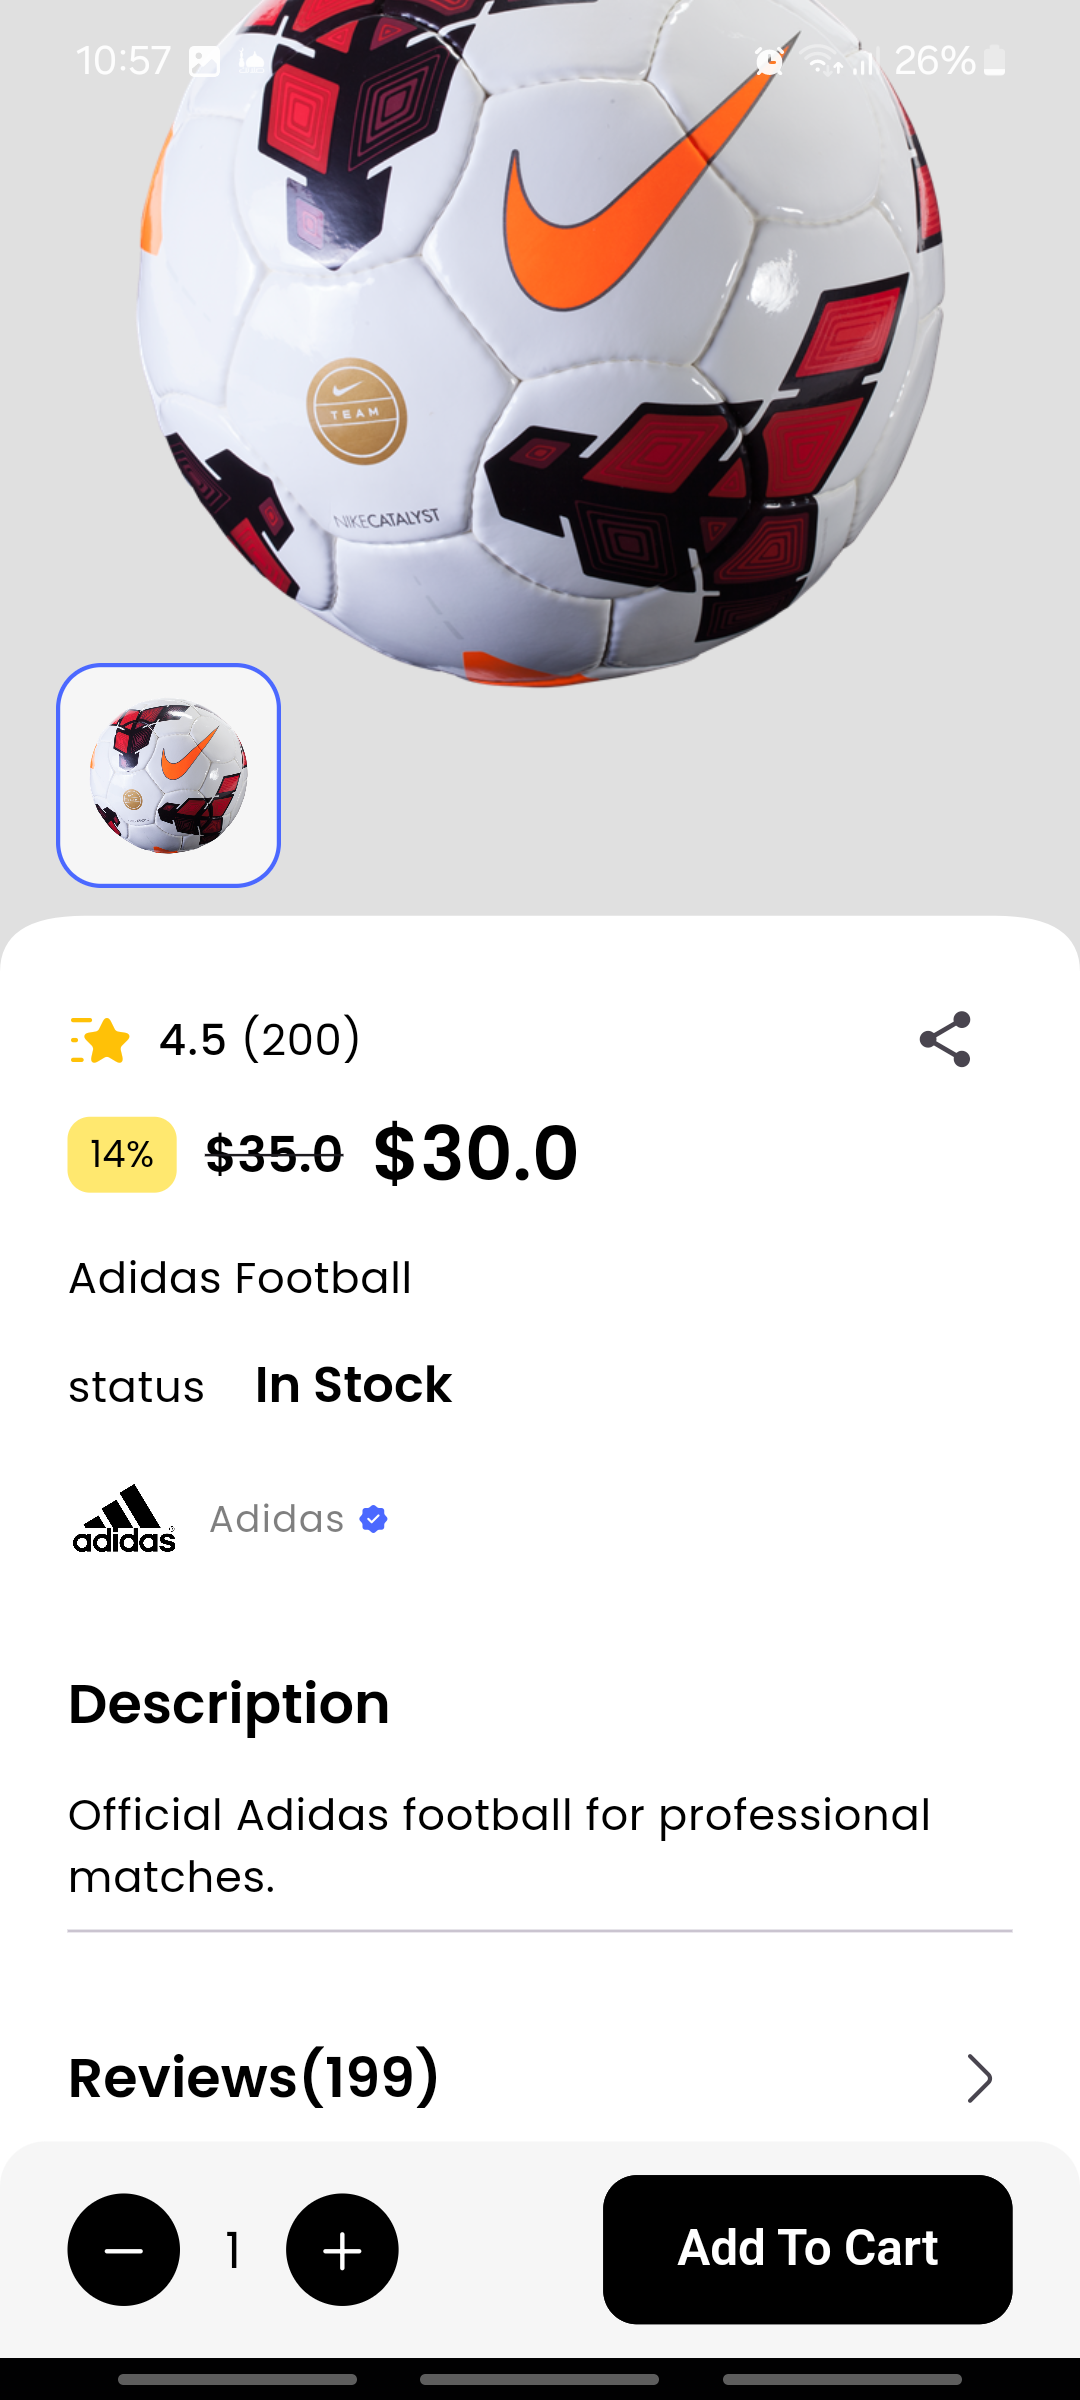 10:57
26%
TEAM
NIKECATALYST
4.5 (200)
14% $35.0 $30.0
Adidas Football
status In Stock
adidas Adidas
Description
Official Adidas football for professional
matches.
Reviews(199)
1
Add To Cart